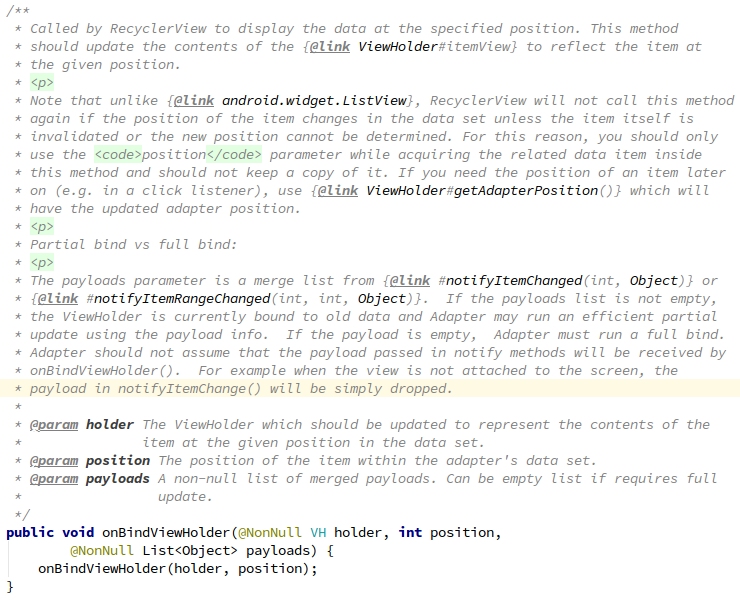 /**
 * Called by RecyclerView to display the data at the specified position. This method
 * should update the contents of the {@link ViewHolder#itemView} to reflect the item at
 * the given position.
 * <p>
 * Note that unlike {@link android.widget.ListView}, RecyclerView will not call this method
 * again if the position of the item changes in the data set unless the item itself is
 * invalidated or the new position cannot be determined. For this reason, you should only
 * use the <code>position</code> parameter while acquiring the related data item inside
 * this method and should not keep a copy of it. If you need the position of an item later
 * on (e.g. in a click listener), use {@link ViewHolder#getAdapterPosition()} which will
 * have the updated adapter position.
 * <p>
 * Partial bind vs full bind:
 * <p>
 * The payloads parameter is a merge list from {@link #notifyItemChanged(int, Object)} or
 * {@link #notifyItemRangeChanged(int, int, Object)}.  If the payloads list is not empty,
 * the ViewHolder is currently bound to old data and Adapter may run an efficient partial
 * update using the payload info.  If the payload is empty,  Adapter must run a full bind.
 * Adapter should not assume that the payload passed in notify methods will be received by
 * onBindViewHolder().  For example when the view is not attached to the screen, the
 * payload in notifyItemChange() will be simply dropped.
 *
 * @param holder The ViewHolder which should be updated to represent the contents of the
 *               item at the given position in the data set.
 * @param position The position of the item within the adapter's data set.
 * @param payloads A non-null list of merged payloads. Can be empty list if requires full
 *                 update.
 */
public void onBindViewHolder(@NonNull VH holder, int position,
        @NonNull List<Object> payloads) {
    onBindViewHolder(holder, position);
}